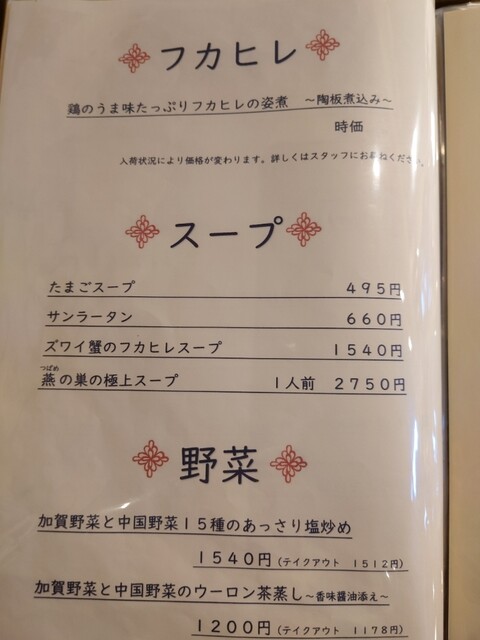 フカヒレ
鶏のうま味たっぷりフカヒレの姿煮　～陶板煮込み～
時価
入荷状況により価格が変わります。詳しくはスタッフにお尋ねください。
スープ
たまごスープ　４９５円
サンラータン　６６０円
ズワイ蟹のフカヒレスープ　１５４０円
つばめ
燕の巣の極上スープ　１人前　２７５０円
野菜
加賀野菜と中国野菜１５種のあっさり塩炒め
１５４０円（テイクアウト　１５１２円）
加賀野菜と中国野菜のウーロン茶蒸し～香味醤油添え～
１２００円（テイクアウト　１１７８円）